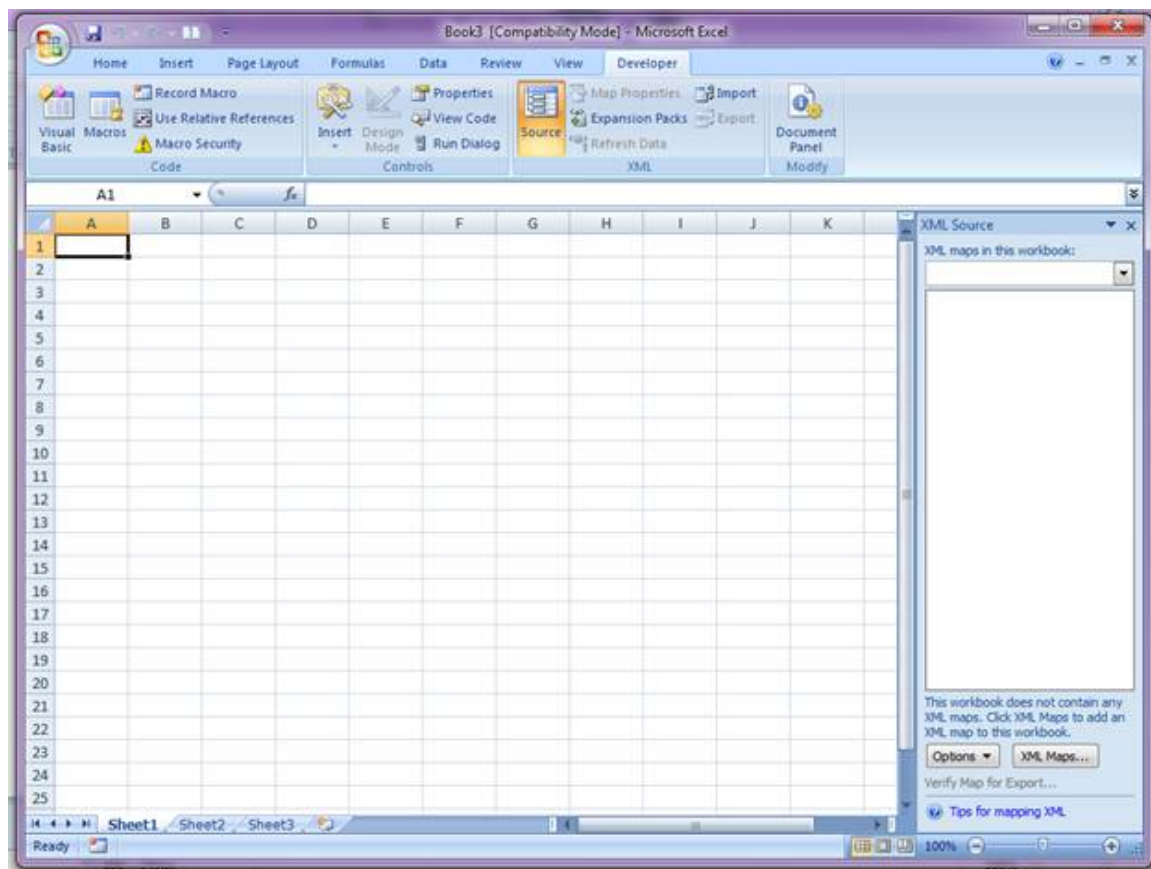 Book3 [Compatibility Mode] - Microsoft Excel
Home Insert Page Layout Formulas Data Review View Developer
Visual Basic
Macros
Record Macro
Use Relative References
Macro Security
Code
Insert
Design Mode
Properties
View Code
Run Dialog
Controls
Source
Map Properties
Expansion Packs
Refresh Data
Import
Export
XML
Document Panel
Modify
A1 fx
A B C D E F G H I J K
1
2
3
4
5
6
7
8
9
10
11
12
13
14
15
16
17
18
19
20
21
22
23
24
25
XML Source
XML maps in this workbook:
This workbook does not contain any
XML maps. Click XML Maps to add an
XML map to this workbook.
Options XML Maps...
Verify Map for Export...
Tips for mapping XML
Sheet1 Sheet2 Sheet3
Ready 100%